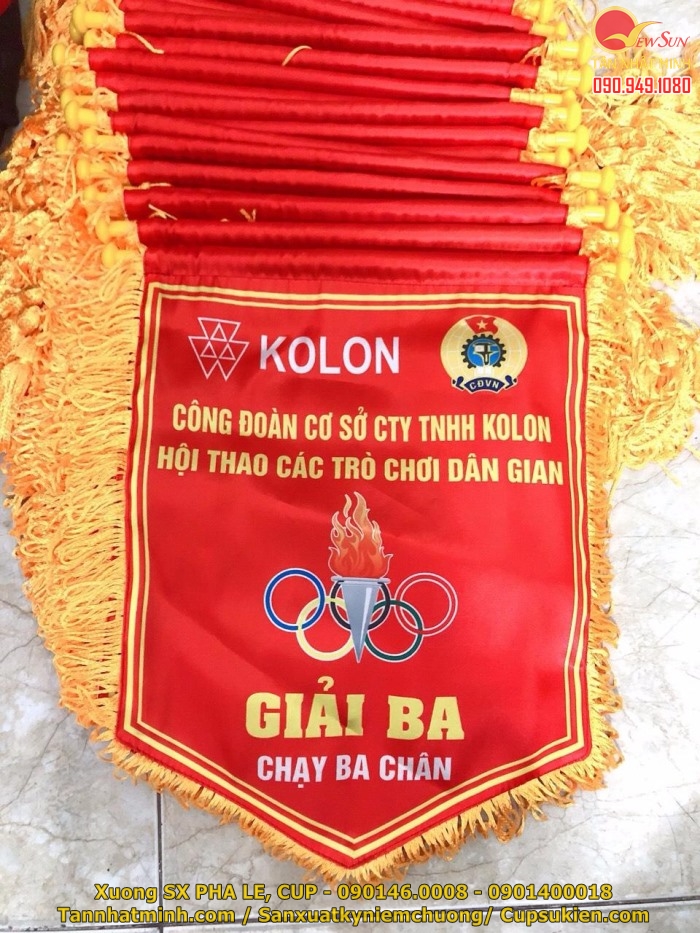 NEWSUN
090.949.1080
KOLON
CĐVN
CÔNG ĐOÀN CƠ SỞ CTY TNHH KOLON
HỘI THAO CÁC TRÒ CHƠI DÂN GIAN
GIẢI BA
CHẠY BA CHÂN
Xuong SX PHA LE, CUP - 090146.0008 - 0901400018
Tannhatminh.com / Sanxuatkyniemchuong/ Cupsukien.com